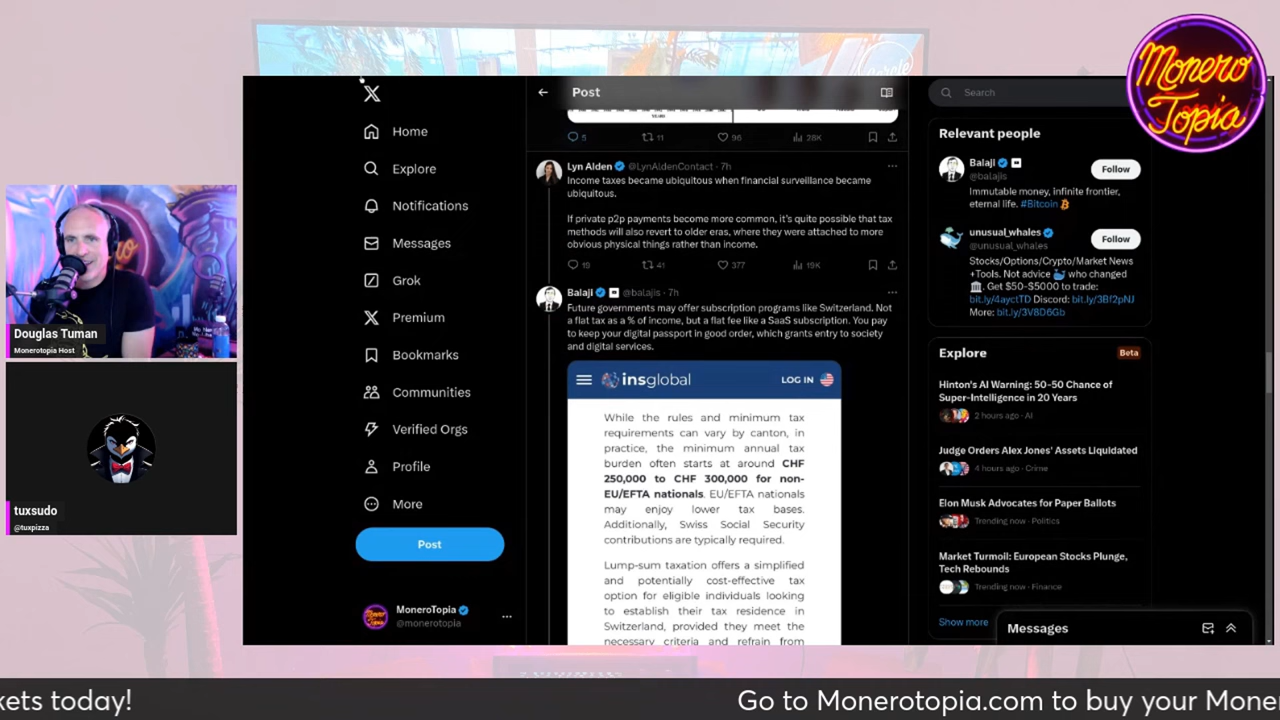 Monero
Topia
X
Home
Explore
Notifications
Messages
Grok
Premium
Bookmarks
Communities
Verified Orgs
Profile
More
Post
MoneroTopia
@monerotopia
Post
5 11 96 28K
Lyn Alden @LynAldenContact · 7h
Income taxes became ubiquitous when financial surveillance became
ubiquitous.
If private p2p payments become more common, it's quite possible that tax
methods will also revert to older eras, where they were attached to more
obvious physical things rather than income.
19 41 377 19K
Balaji @balajis · 7h
Future governments may offer subscription programs like Switzerland. Not
a flat tax as a % of income, but a flat fee like a SaaS subscription. You pay
to keep your digital passport in good order, which grants entry to society
and digital services.
insglobal LOG IN
While the rules and minimum tax
requirements can vary by canton, in
practice, the minimum annual tax
burden often starts at around CHF
250,000 to CHF 300,000 for non-
EU/EFTA nationals. EU/EFTA nationals
may enjoy lower tax bases.
Additionally, Swiss Social Security
contributions are typically required.
Lump-sum taxation offers a simplified
and potentially cost-effective tax
option for eligible individuals looking
to establish their tax residence in
Switzerland, provided they meet the
necessary criteria and refrain from
Search
Relevant people
Balaji
@balajis
Follow
Immutable money, infinite frontier,
eternal life. #Bitcoin
unusual_whales
@unusual_whales
Follow
Stocks/Options/Crypto/Market News
+Tools. Not advice who changed
. Get $50-$5000 to trade:
bit.ly/4ayctTD Discord: bit.ly/3Bf2pNJ
More: bit.ly/3V8D6Gb
Explore Beta
Hinton's AI Warning: 50-50 Chance of
Super-Intelligence in 20 Years
2 hours ago · AI
Judge Orders Alex Jones' Assets Liquidated
4 hours ago · Crime
Elon Musk Advocates for Paper Ballots
Trending now · Politics
Market Turmoil: European Stocks Plunge,
Tech Rebounds
Trending now · Finance
Show more
Messages
Douglas Tuman
Monerotopia Host
tuxsudo
@tuxpizza
kets today! Go to Monerotopia.com to buy your Moner